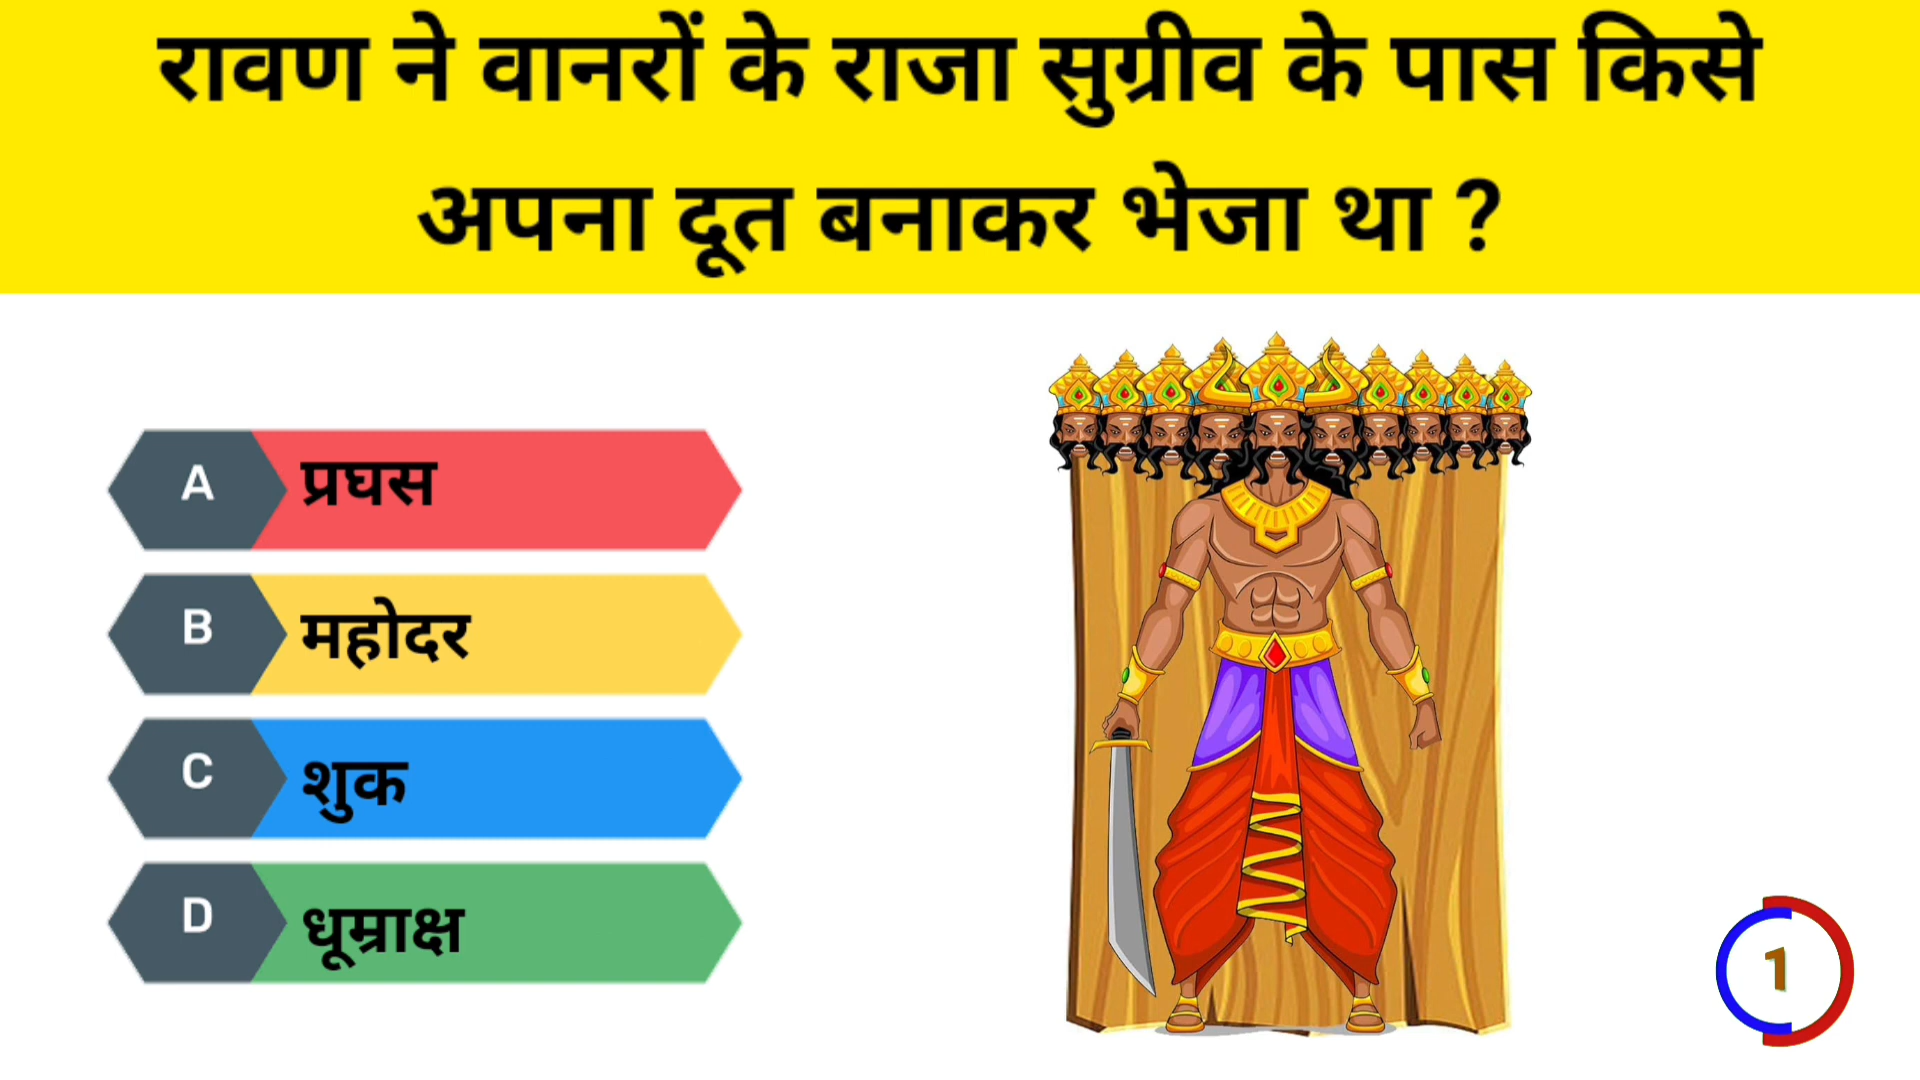 रावण ने वानरों के राजा सुग्रीव के पास किसे
अपना दूत बनाकर भेजा था ?
A प्रघस
B महोदर
C शुक
D धूम्राक्ष
1